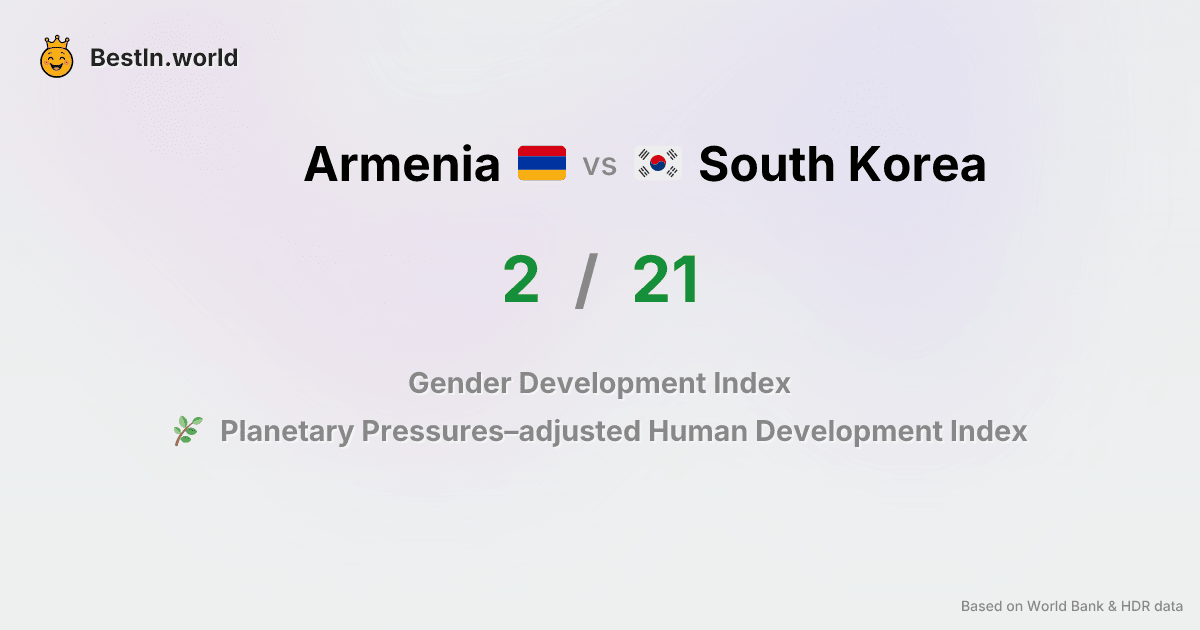 BestIn.world
Armenia vs South Korea
2 / 21
Gender Development Index
Planetary Pressures–adjusted Human Development Index
Based on World Bank & HDR data